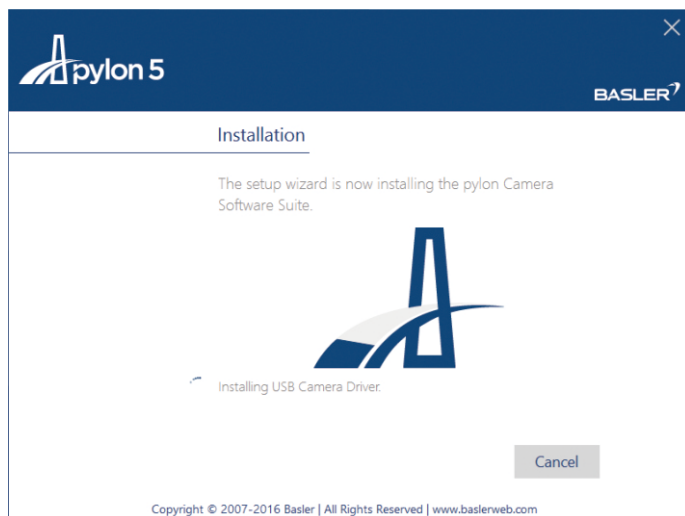 pylon 5
BASLER
Installation
The setup wizard is now installing the pylon Camera
Software Suite.
Installing USB Camera Driver.
Cancel
Copyright © 2007-2016 Basler | All Rights Reserved | www.baslerweb.com